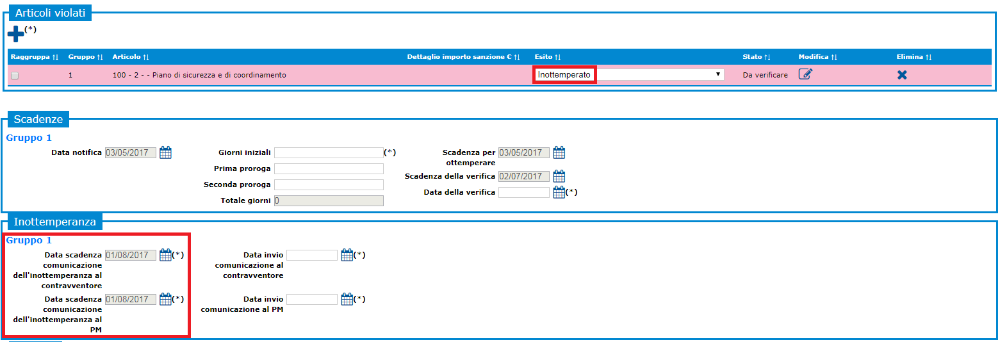 Articoli violati
(*)
Raggruppa Gruppo Articolo Dettaglio importo sanzione € Esito Stato Modifica Elimina
1 100 - 2 - - Piano di sicurezza e di coordinamento Inottemperato Da verificare
Scadenze
Gruppo 1
Data notifica 03/05/2017 Giorni iniziali (*) Scadenza per ottemperare 03/05/2017
Prima proroga
Scadenza della verifica 02/07/2017
Seconda proroga
Data della verifica (*)
Totale giorni 0
Inottemperanza
Gruppo 1
Data scadenza 01/08/2017 (*) Data invio (*)
comunicazione comunicazione al
dell'inottemperanza al contravventore
contravventore
Data scadenza 01/08/2017 (*) Data invio (*)
comunicazione comunicazione al PM
dell'inottemperanza al
PM